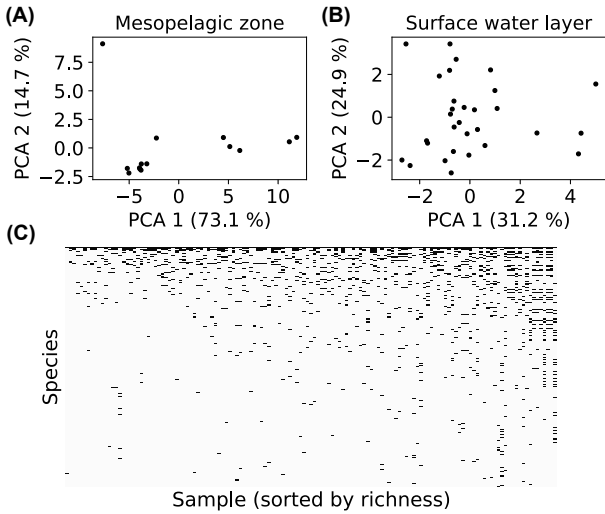 (A)
Mesopelagic zone
PCA 2 (14.7 %)
7.5
5.0
2.5
0.0
−2.5
−5
0
5
10
PCA 1 (73.1 %)
(B)
Surface water layer
PCA 2 (24.9 %)
2
0
−2
−2
0
2
4
PCA 1 (31.2 %)
(C)
Species
Sample (sorted by richness)